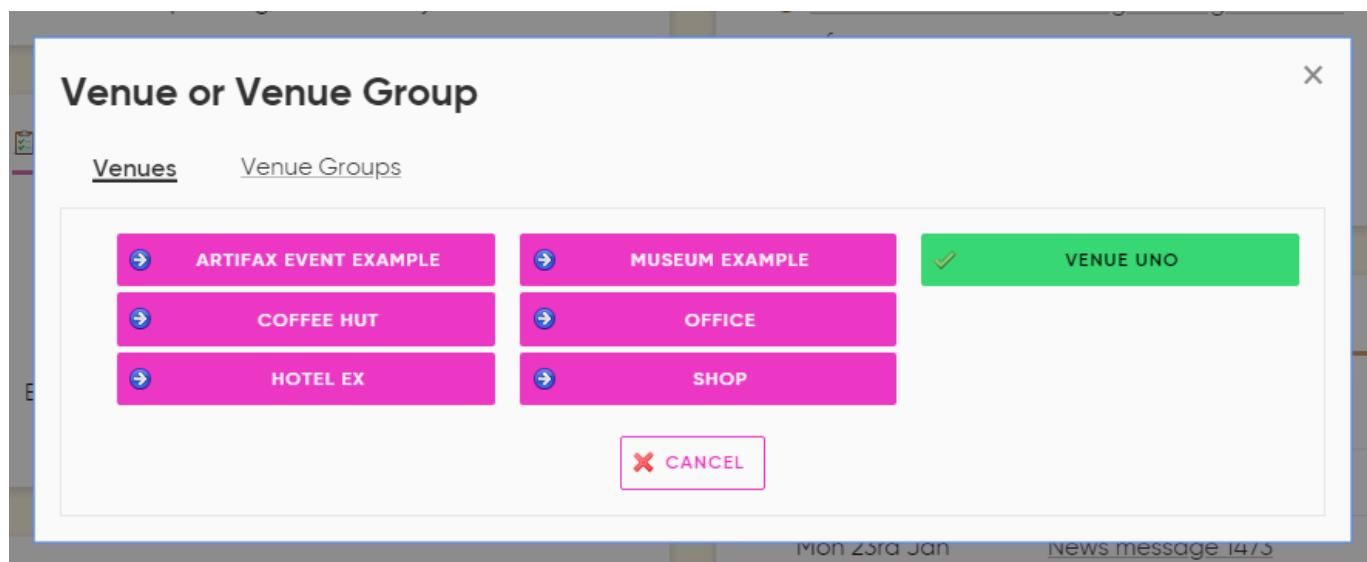 Venue or Venue Group
Venues Venue Groups
ARTIFAX EVENT EXAMPLE MUSEUM EXAMPLE VENUE UNO
COFFEE HUT OFFICE
HOTEL EX SHOP
CANCEL
Mon 23rd Jan News message 1473